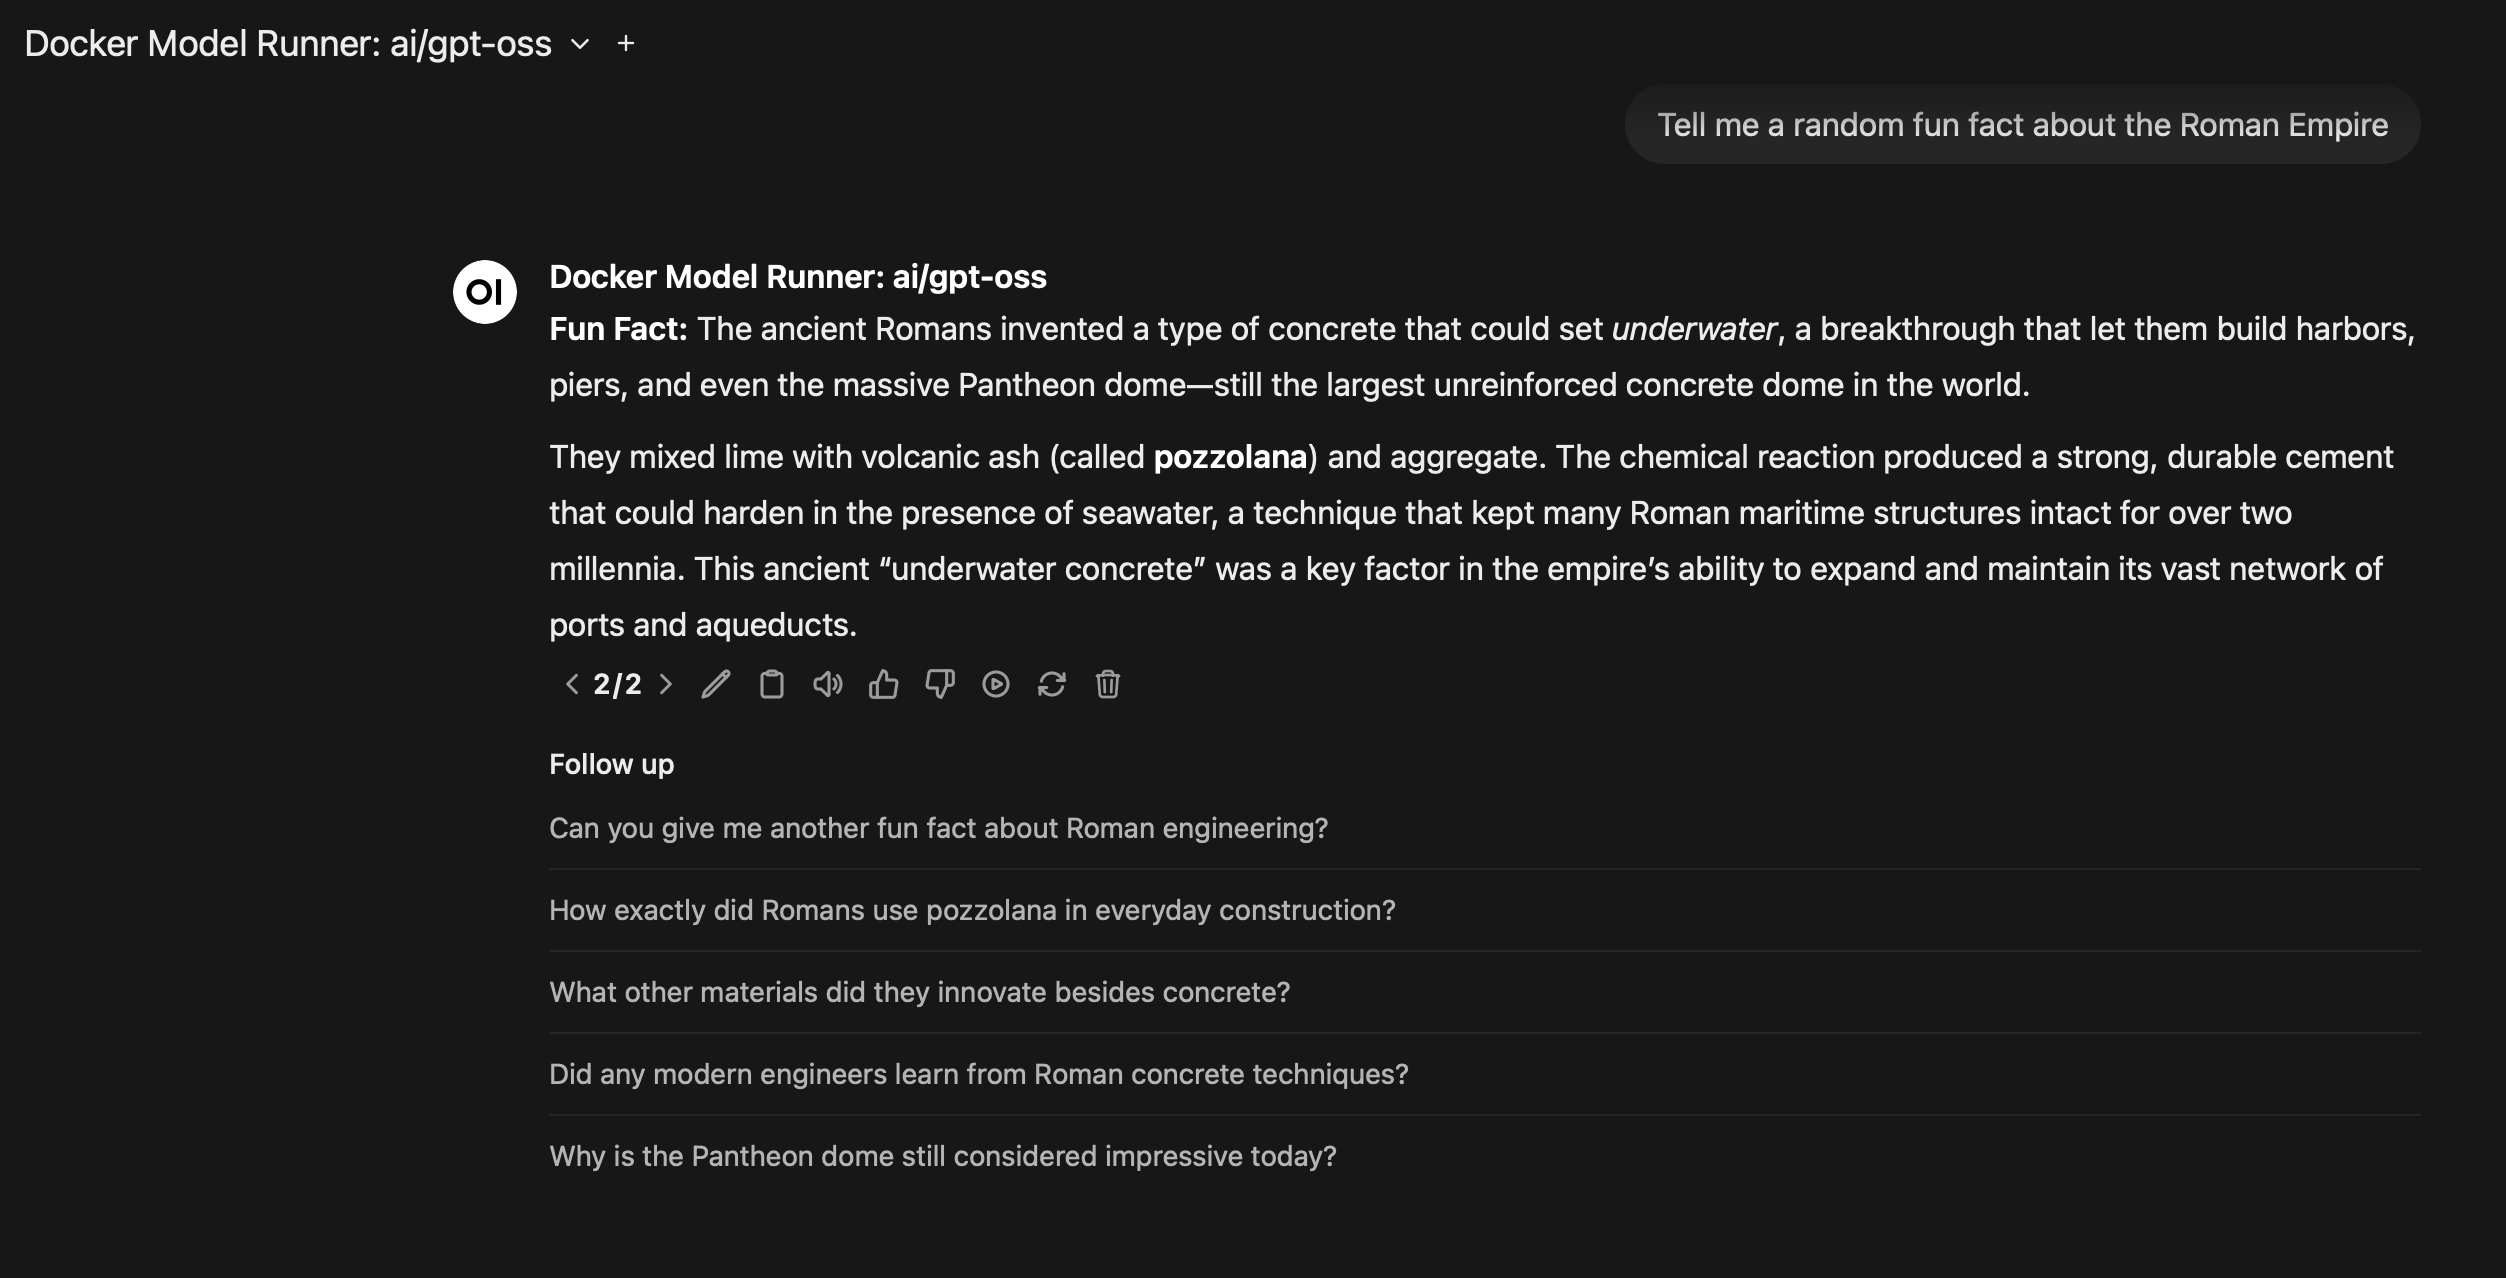 Docker Model Runner: ai/gpt-oss
Tell me a random fun fact about the Roman Empire
OI
Docker Model Runner: ai/gpt-oss
Fun Fact: The ancient Romans invented a type of concrete that could set underwater, a breakthrough that let them build harbors,
piers, and even the massive Pantheon dome—still the largest unreinforced concrete dome in the world.
They mixed lime with volcanic ash (called pozzolana) and aggregate. The chemical reaction produced a strong, durable cement
that could harden in the presence of seawater, a technique that kept many Roman maritime structures intact for over two
millennia. This ancient “underwater concrete” was a key factor in the empire’s ability to expand and maintain its vast network of
ports and aqueducts.
2/2
Follow up
Can you give me another fun fact about Roman engineering?
How exactly did Romans use pozzolana in everyday construction?
What other materials did they innovate besides concrete?
Did any modern engineers learn from Roman concrete techniques?
Why is the Pantheon dome still considered impressive today?